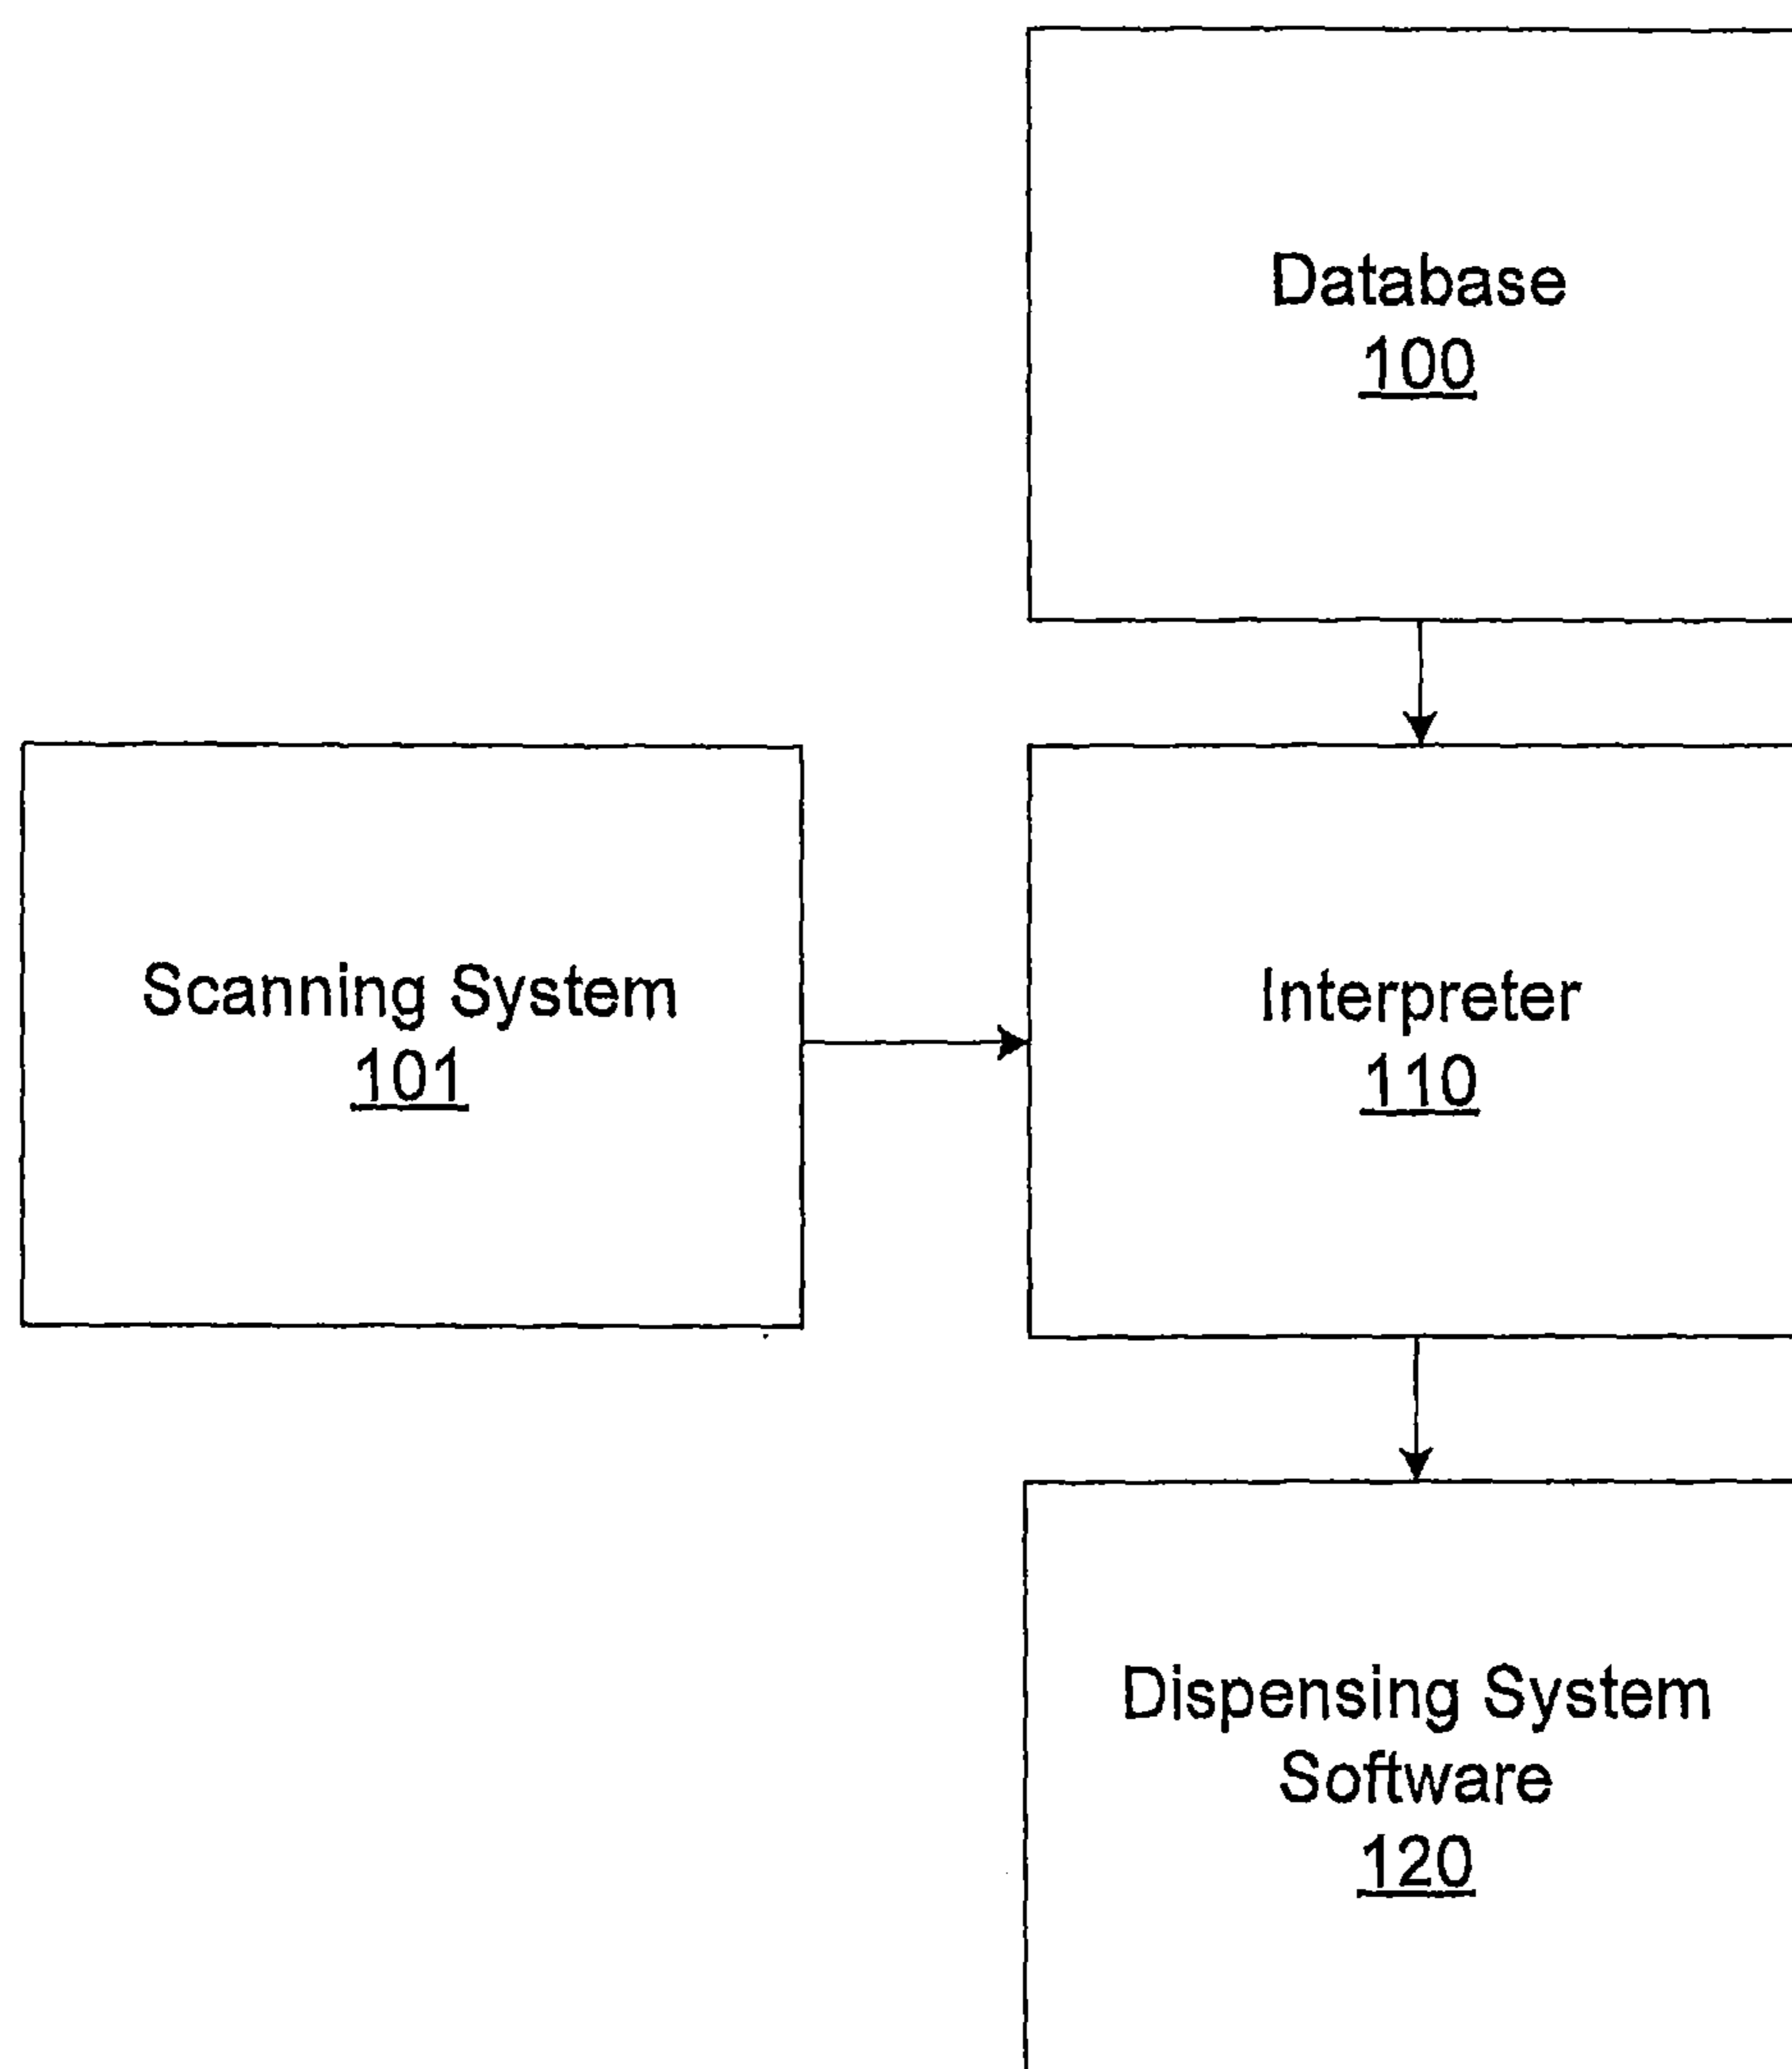 Database
100
Scanning System
101
Interpreter
110
Dispensing System
Software
120